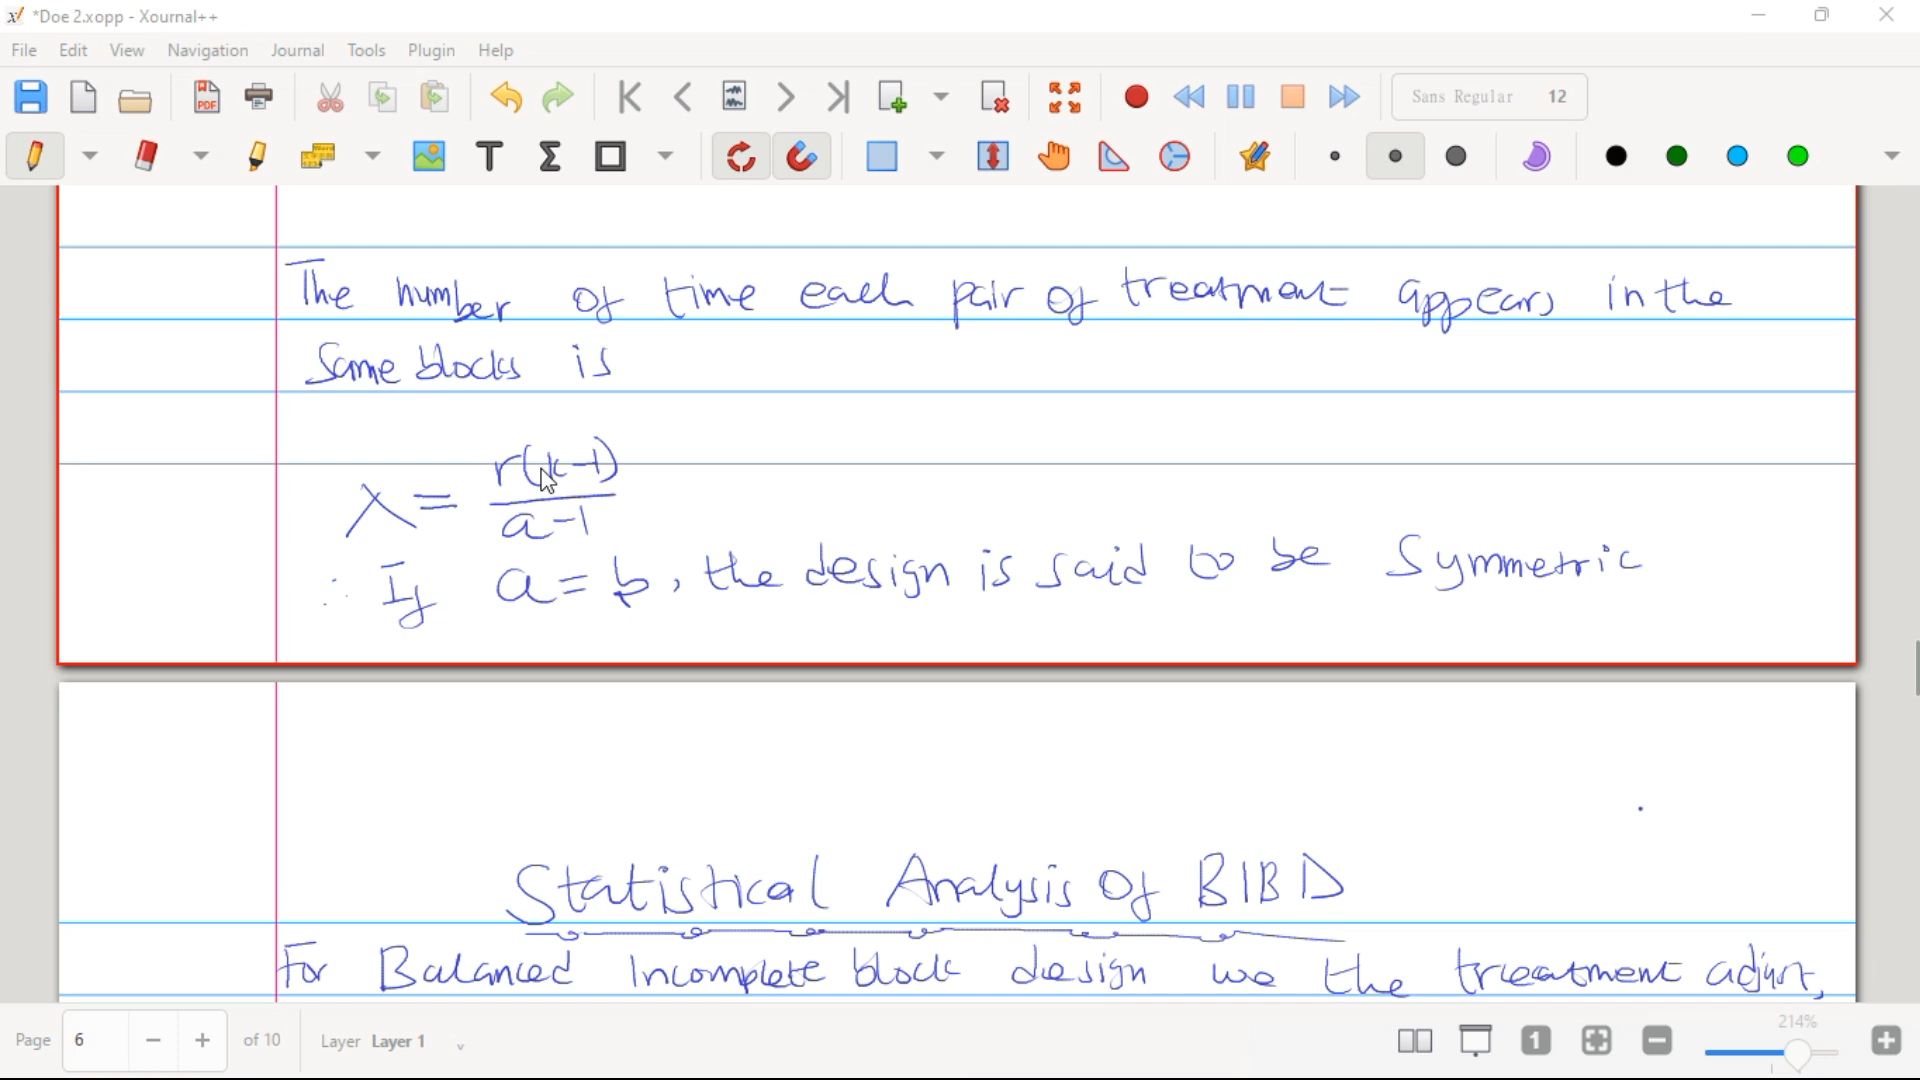 *Doe 2.xopp - Xournal++
File Edit View Navigation Journal Tools Plugin Help
Sans Regular 12
The number of time each pair of treatment appears in the
Same blocks is
λ = r(k-1)
a-1
∴ If a = b, the design is said to be Symmetric
Statistical Analysis Of BIBD
For Balanced Incomplete block design we the treatment adjust,
Page 6 of 10 Layer Layer 1 214%